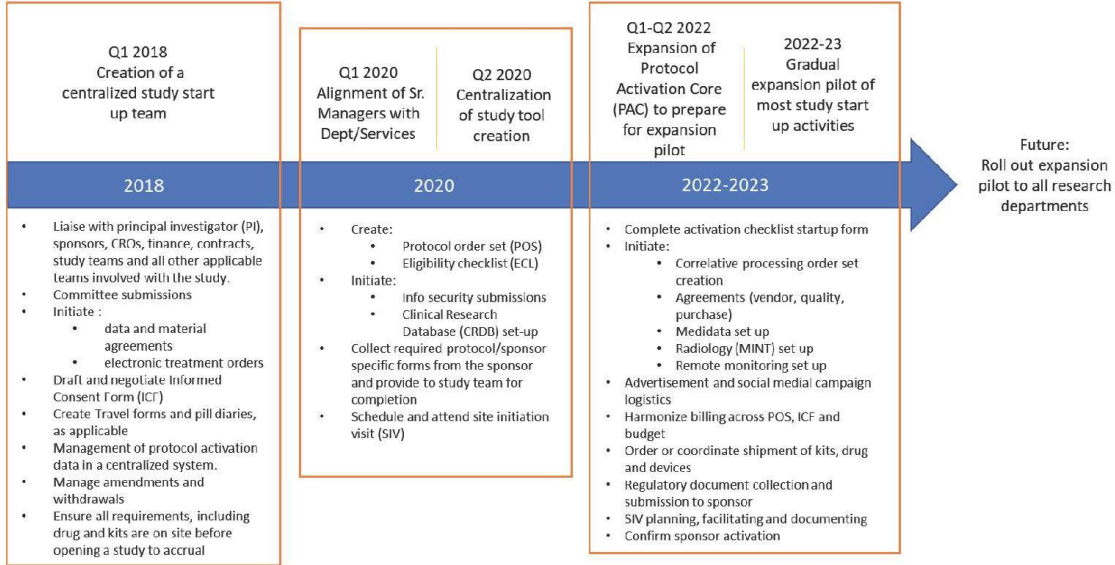 Q1 2018
Creation of a
centralized study start
up team
Q1 2020
Alignment of Sr.
Managers with
Dept/Services
Q2 2020
Centralization
of study tool
creation
Q1-Q2 2022
Expansion of
Protocol
Activation Core
(PAC) to prepare
for expansion
pilot
2022-23
Gradual
expansion pilot of
most study start
up activities
2018
2020
2022-2023
Future:
Roll out expansion
pilot to all research
departments
• Liaise with principal investigator (PI),
sponsors, CROs, finance, contracts,
study teams and all other applicable
teams involved with the study.
• Committee submissions
• Initiate :
• data and material
agreements
• electronic treatment orders
• Draft and negotiate Informed
Consent Form (ICF)
• Create Travel forms and pill diaries,
as applicable
• Management of protocol activation
data in a centralized system.
• Manage amendments and
withdrawals
• Ensure all requirements, including
drug and kits are on site before
opening a study to accrual
• Create:
• Protocol order set (POS)
• Eligibility checklist (ECL)
• Initiate:
• Info security submissions
• Clinical Research
Database (CRDB) set-up
• Collect required protocol/sponsor
specific forms from the sponsor
and provide to study team for
completion
• Schedule and attend site initiation
visit (SIV)
• Complete activation checklist startup form
• Initiate:
• Correlative processing order set
creation
• Agreements (vendor, quality,
purchase)
• Medidata set up
• Radiology (MINT) set up
• Remote monitoring set up
• Advertisement and social medial campaign
logistics
• Harmonize billing across POS, ICF and
budget
• Order or coordinate shipment of kits, drug
and devices
• Regulatory document collection and
submission to sponsor
• SIV planning, facilitating and documenting
• Confirm sponsor activation